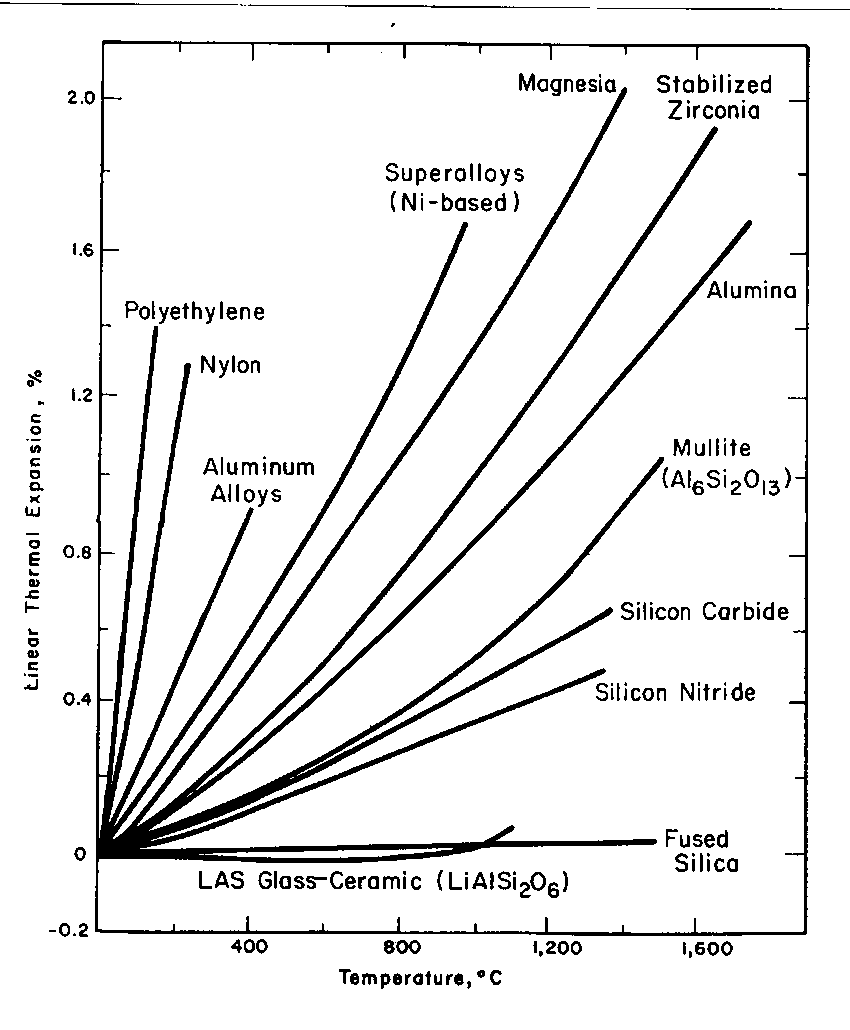 Magnesia
Stabilized
Zirconia
2.0
Superalloys
(Ni-based)
1.6
Alumina
Polyethylene
Nylon
1.2
Linear Thermal Expansion, %
Mullite
(Al6Si2O13)
Aluminum
Alloys
0.8
Silicon Carbide
Silicon Nitride
0.4
0
Fused
Silica
LAS Glass-Ceramic (LiAlSi2O6)
-0.2
400 800 1,200 1,600
Temperature, °C